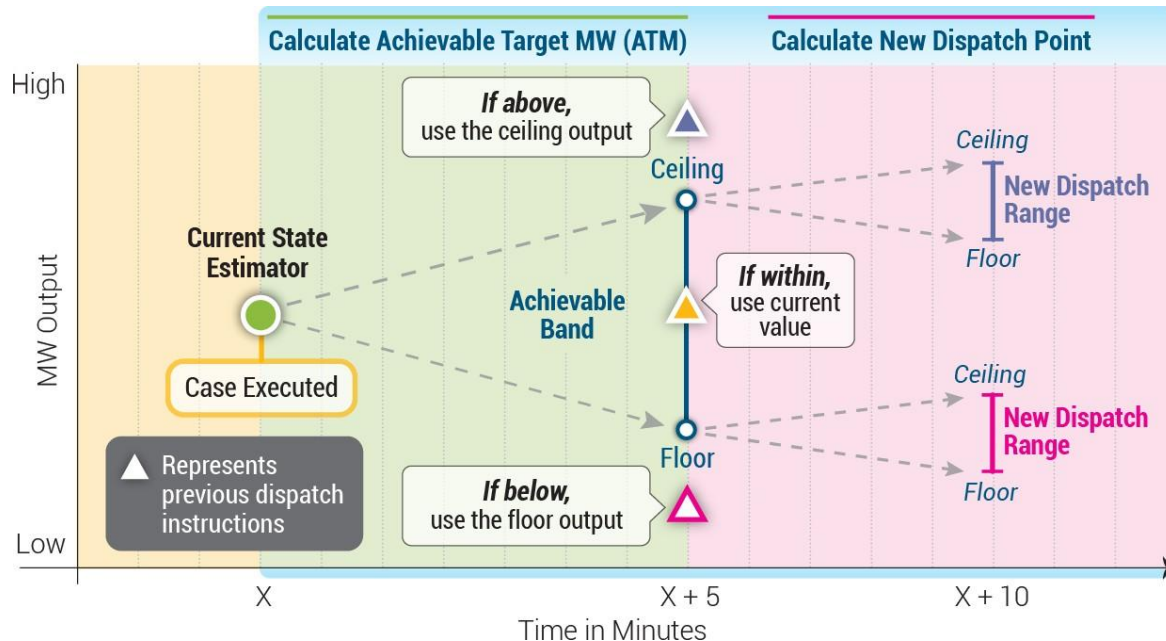 Calculate Achievable Target MW (ATM)
Calculate New Dispatch Point
High
If above,
use the ceiling output
Ceiling
Ceiling
New Dispatch
Range
Floor
Current State
Estimator
MW Output
Achievable
Band
If within,
use current
value
Case Executed
Ceiling
New Dispatch
Range
Floor
Floor
Represents
previous dispatch
instructions
If below,
use the floor output
Low
X
X + 5
X + 10
Time in Minutes